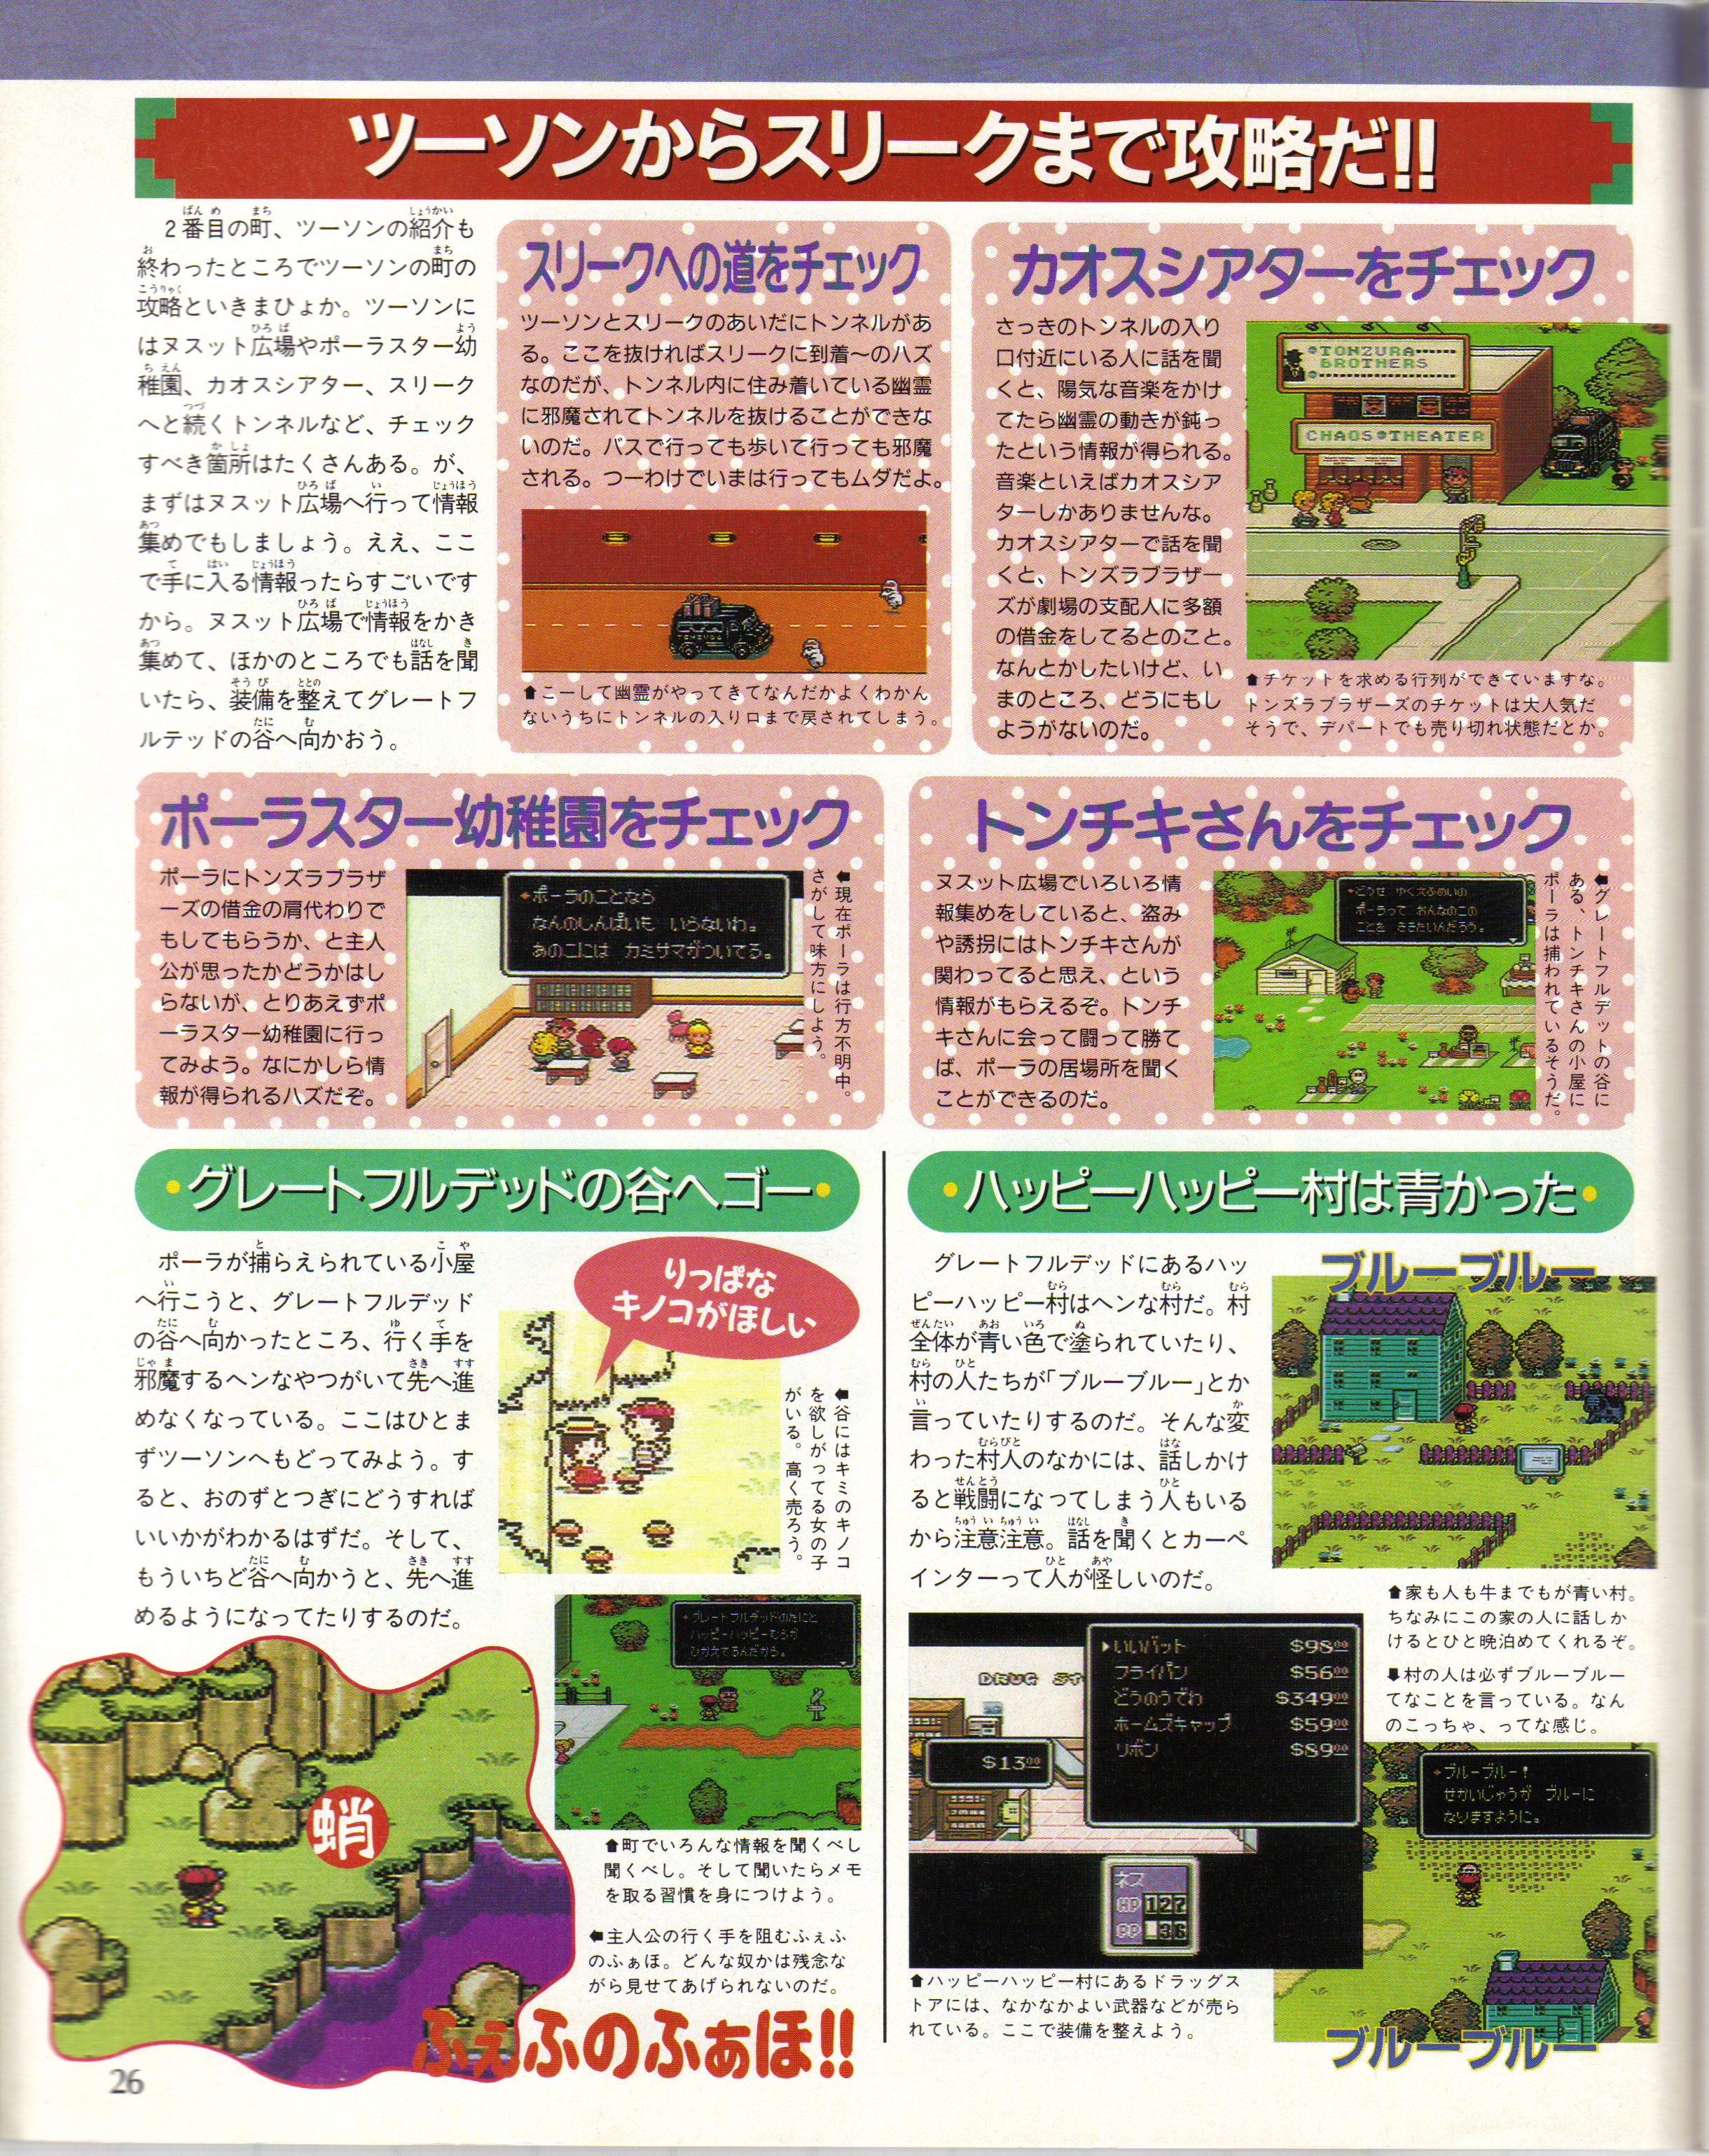 ツーソンからスリークまで攻略だ!!
2番目の町、ツーソンの紹介も
終わったところでツーソンの町の
攻略といきまひょか。ツーソンに
はヌスット広場やポーラスター幼
稚園、カオスシアター、スリーク
へと続くトンネルなど、チェック
すべき箇所はたくさんある。が、
まずはヌスット広場へ行って情報
集めでもしましょう。ええ、ここ
で手に入る情報ったらすごいです
から。ヌスット広場で情報をかき
集めて、ほかのところでも話を聞
いたら、装備を整えてグレートフ
ルテッドの谷へ向かおう。
スリークへの道をチェック
ツーソンとスリークのあいだにトンネルがあ
る。ここを抜ければスリークに到着〜のハズ
なのだが、トンネル内に住み着いている幽霊
に邪魔されてトンネルを抜けることができな
いのだ。バスで行っても歩いて行っても邪魔
される。つーわけでいまは行ってもムダだよ。
TONZURA
⬆こーして幽霊がやってきてなんだかよくわかん
ないうちにトンネルの入り口まで戻されてしまう。
カオスシアターをチェック
さっきのトンネルの入り
口付近にいる人に話を聞
くと、陽気な音楽をかけ
てたら幽霊の動きが鈍っ
たという情報が得られる。
音楽といえばカオスシア
ターしかありませんな。
カオスシアターで話を聞
くと、トンズラブラザー
ズが劇場の支配人に多額
の借金をしてるとのこと。
なんとかしたいけど、い
まのところ、どうにもし
ようがないのだ。
TONZURA
BROTHERS
CHAOS THEATER
⬆チケットを求める行列ができていますな。
トンズラブラザーズのチケットは大人気だ
そうで、デパートでも売り切れ状態だとか。
ポーラスター幼稚園をチェック
ポーラにトンズラブラザ
ーズの借金の肩代わりで
もしてもらうか、と主人
公が思ったかどうかはし
らないが、とりあえずポ
ーラスター幼稚園に行っ
てみよう。なにかしら情
報が得られるハズだぞ。
ポーラのことなら
なんのしんぱいも いらないわ。
あのこには カミサマがついてる。
⬅現在ポーラは行方不明中。
さがして味方にしよう。
トンチキさんをチェック
ヌスット広場でいろいろ情
報集めをしていると、盗み
や誘拐にはトンチキさんが
関わってると思え、という
情報がもらえるぞ。トンチ
キさんに会って闘って勝て
ば、ポーラの居場所を聞く
ことができるのだ。
どうせ ゆくえふめいの
ポーラって おんなのこの
ことを ききたいんだろう。
⬅グレートフルデッドの谷に
ある、トンチキさんの小屋に
ポーラは捕われているそうだ。
グレートフルデッドの谷へゴー
ポーラが捕らえられている小屋
へ行こうと、グレートフルデッド
の谷へ向かったところ、行く手を
邪魔するヘンなやつがいて先へ進
めなくなっている。ここはひとま
ずツーソンへもどってみよう。す
ると、おのずとつぎにどうすれば
いいかがわかるはずだ。そして、
もういちど谷へ向かうと、先へ進
めるようになってたりするのだ。
りっぱな
キノコがほしい
⬅谷にはキミのキノコ
を欲しがってる女の子
がいる。高く売ろう。
グレートフルデッドのたにと
ハッピーハッピーむらが
ひかえてるんだから。
⬆町でいろんな情報を聞くべし
聞くべし。そして聞いたらメモ
を取る習慣を身につけよう。
蛸
⬅主人公の行く手を阻むふぇふ
のふぁほ。どんな奴かは残念な
がら見せてあげられないのだ。
ふぇふのふぁほ!!
ハッピーハッピー村は青かった
グレートフルデッドにあるハッ
ピーハッピー村はヘンな村だ。村
全体が青い色で塗られていたり、
村の人たちが「ブルーブルー」とか
言っていたりするのだ。そんな変
わった村人のなかには、話しかけ
ると戦闘になってしまう人もいる
から注意注意。話を聞くとカーペ
インターって人が怪しいのだ。
ブルーブルー
⬆家も人も牛までもが青い村。
ちなみにこの家の人に話しか
けるとひと晩泊めてくれるぞ。
⬇村の人は必ずブルーブルー
てなことを言っている。なん
のこっちゃ、ってな感じ。
DRUG ST
いいバット $98.00
フライパン $56.00
どうのうでわ $349.00
ホームズキャップ $59.00
リボン $89.00
$13.00
ネス
HP 127
PP 36
⬆ハッピーハッピー村にあるドラッグス
トアには、なかなかよい武器などが売ら
れている。ここで装備を整えよう。
ブルーブルー!
せかいじゅうが ブルーに
なりますように。
ブルーブルー
26